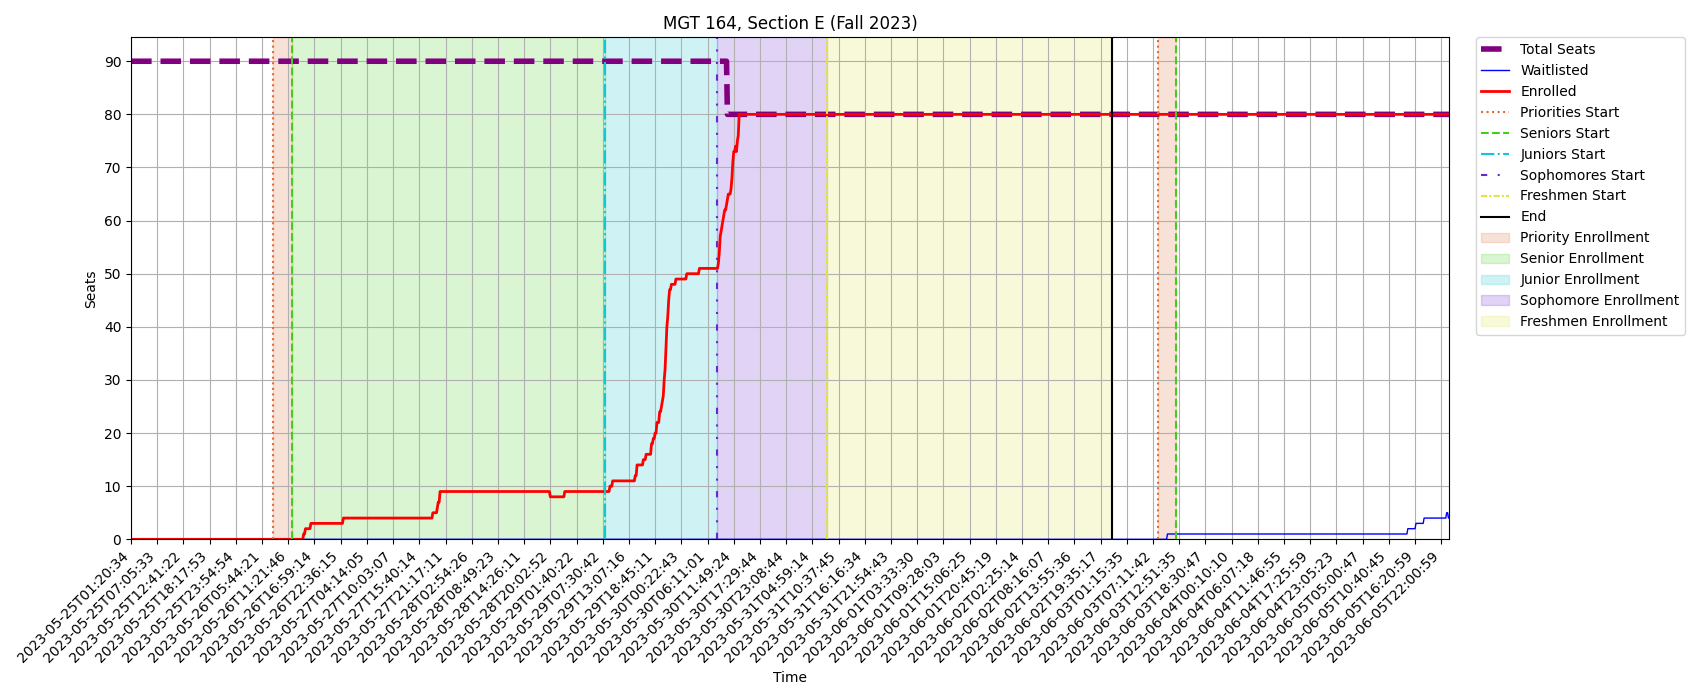 MGT 164, Section E (Fall 2023)
Seats
90
80
70
60
50
40
30
20
10
0
2023-05-25T01:20:34
2023-05-25T07:05:33
2023-05-25T12:41:22
2023-05-25T18:17:53
2023-05-25T23:54:54
2023-05-26T05:44:21
2023-05-26T11:21:46
2023-05-26T16:59:14
2023-05-26T22:36:15
2023-05-27T04:14:05
2023-05-27T10:03:07
2023-05-27T15:40:14
2023-05-27T21:17:11
2023-05-28T02:54:26
2023-05-28T08:49:23
2023-05-28T14:26:11
2023-05-28T20:02:52
2023-05-29T01:40:22
2023-05-29T07:30:42
2023-05-29T13:07:16
2023-05-29T18:45:11
2023-05-30T00:22:43
2023-05-30T06:11:01
2023-05-30T11:49:24
2023-05-30T17:29:44
2023-05-30T23:08:44
2023-05-31T04:59:14
2023-05-31T10:37:45
2023-05-31T16:16:34
2023-05-31T21:54:43
2023-06-01T03:33:30
2023-06-01T09:28:03
2023-06-01T15:06:25
2023-06-01T20:45:19
2023-06-02T02:25:14
2023-06-02T08:16:07
2023-06-02T13:55:36
2023-06-02T19:35:17
2023-06-03T01:15:35
2023-06-03T07:11:42
2023-06-03T12:51:35
2023-06-03T18:30:47
2023-06-04T00:10:10
2023-06-04T06:07:18
2023-06-04T11:46:55
2023-06-04T17:25:59
2023-06-04T23:05:23
2023-06-05T05:00:47
2023-06-05T10:40:45
2023-06-05T16:20:59
2023-06-05T22:00:59
Time
Total Seats
Waitlisted
Enrolled
Priorities Start
Seniors Start
Juniors Start
Sophomores Start
Freshmen Start
End
Priority Enrollment
Senior Enrollment
Junior Enrollment
Sophomore Enrollment
Freshmen Enrollment